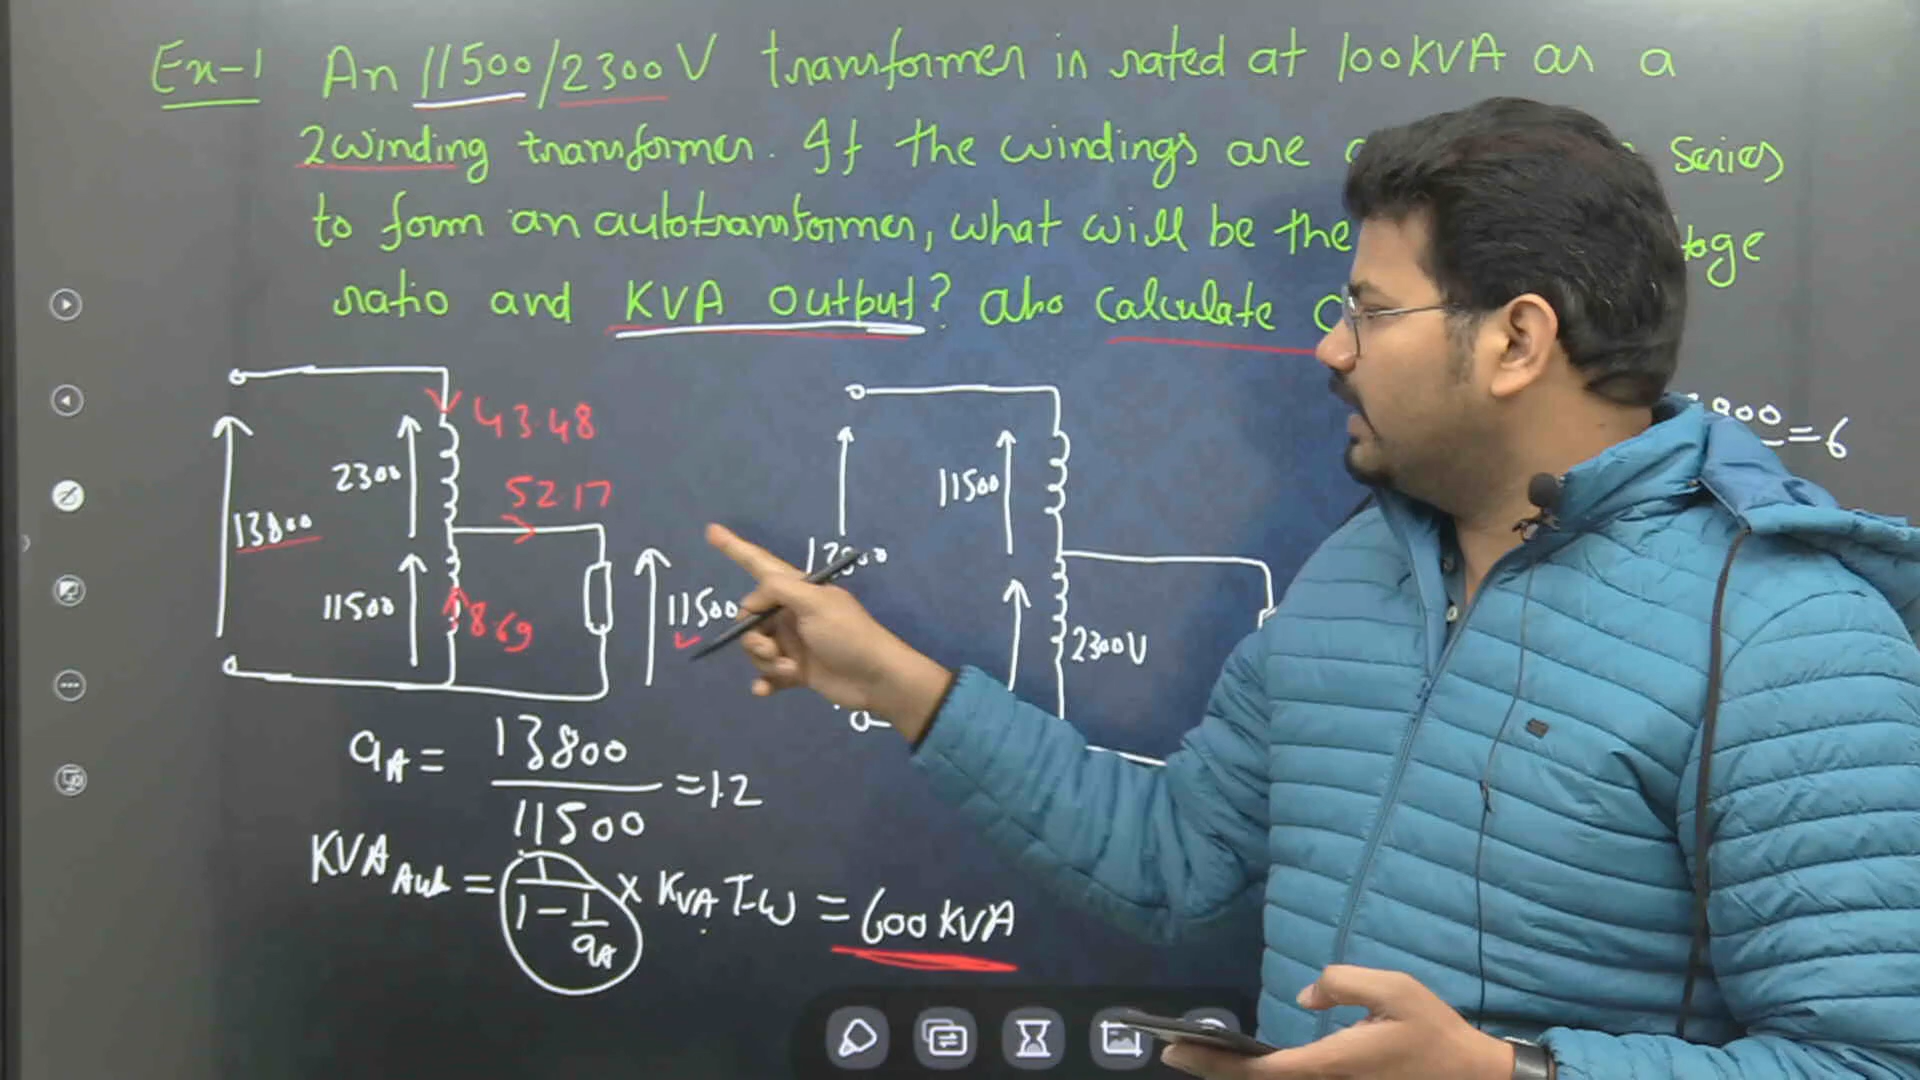 Ex-1 An 11500/2300V transformer is rated at 100KVA as a
2winding transformer. If the windings are series
to form an autotransformer, what will be the
ratio and KVA output? also calculate
43.48
2300
52.17
13800
11500
8.69
11500
aA = 13800/11500 = 1.2
KVA Aut = 1/(1 - 1/aA) x KVA T-W = 600 KVA
11500
2300V
= 6